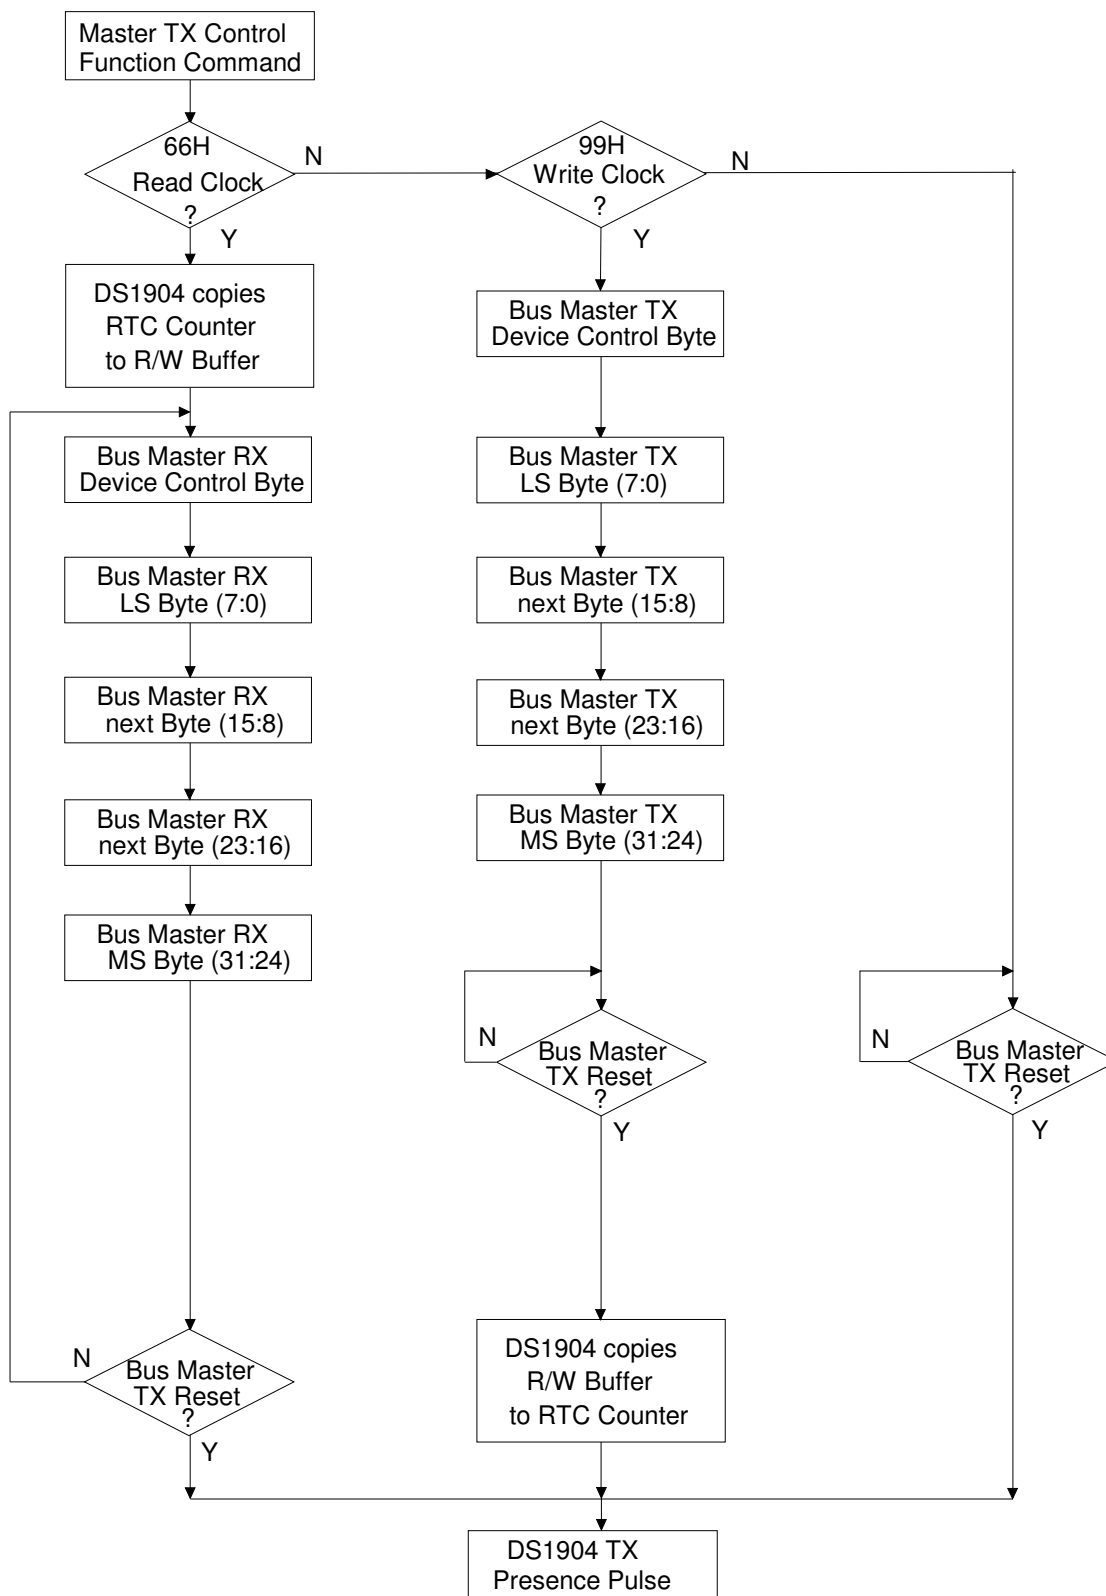 Master TX Control
Function Command
66H
Read Clock
?
N
Y
99H
Write Clock
?
N
Y
DS1904 copies
RTC Counter
to R/W Buffer
Bus Master RX
Device Control Byte
Bus Master RX
LS Byte (7:0)
Bus Master RX
next Byte (15:8)
Bus Master RX
next Byte (23:16)
Bus Master RX
MS Byte (31:24)
N
Bus Master
TX Reset
?
Y
Bus Master TX
Device Control Byte
Bus Master TX
LS Byte (7:0)
Bus Master TX
next Byte (15:8)
Bus Master TX
next Byte (23:16)
Bus Master TX
MS Byte (31:24)
N
Bus Master
TX Reset
?
Y
DS1904 copies
R/W Buffer
to RTC Counter
N
Bus Master
TX Reset
?
Y
DS1904 TX
Presence Pulse